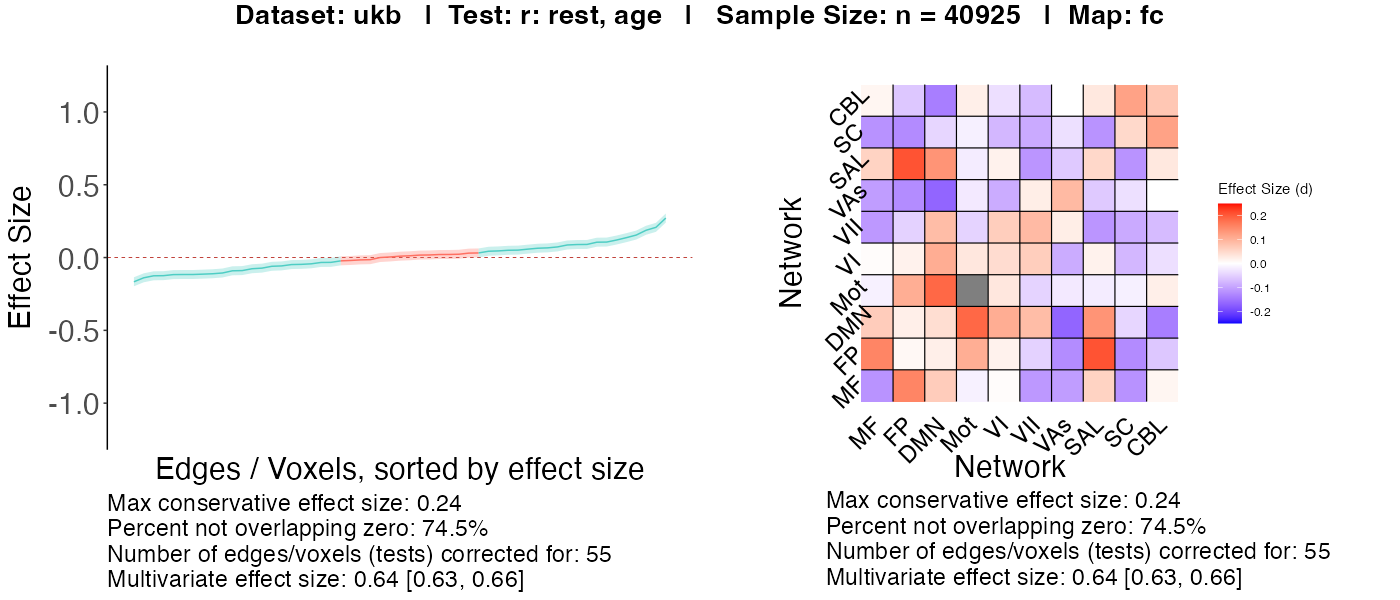 Dataset: ukb | Test: r: rest, age | Sample Size: n = 40925 | Map: fc
Effect Size
1.0
0.5
0.0
-0.5
-1.0
Edges / Voxels, sorted by effect size
Max conservative effect size: 0.24
Percent not overlapping zero: 74.5%
Number of edges/voxels (tests) corrected for: 55
Multivariate effect size: 0.64 [0.63, 0.66]
Network
CBL
SC
SAL
VAs
VII
VI
Mot
DMN
FP
MF
MF
FP
DMN
Mot
VI
VII
VAs
SAL
SC
CBL
Network
Effect Size (d)
0.2
0.1
0.0
-0.1
-0.2
Max conservative effect size: 0.24
Percent not overlapping zero: 74.5%
Number of edges/voxels (tests) corrected for: 55
Multivariate effect size: 0.64 [0.63, 0.66]